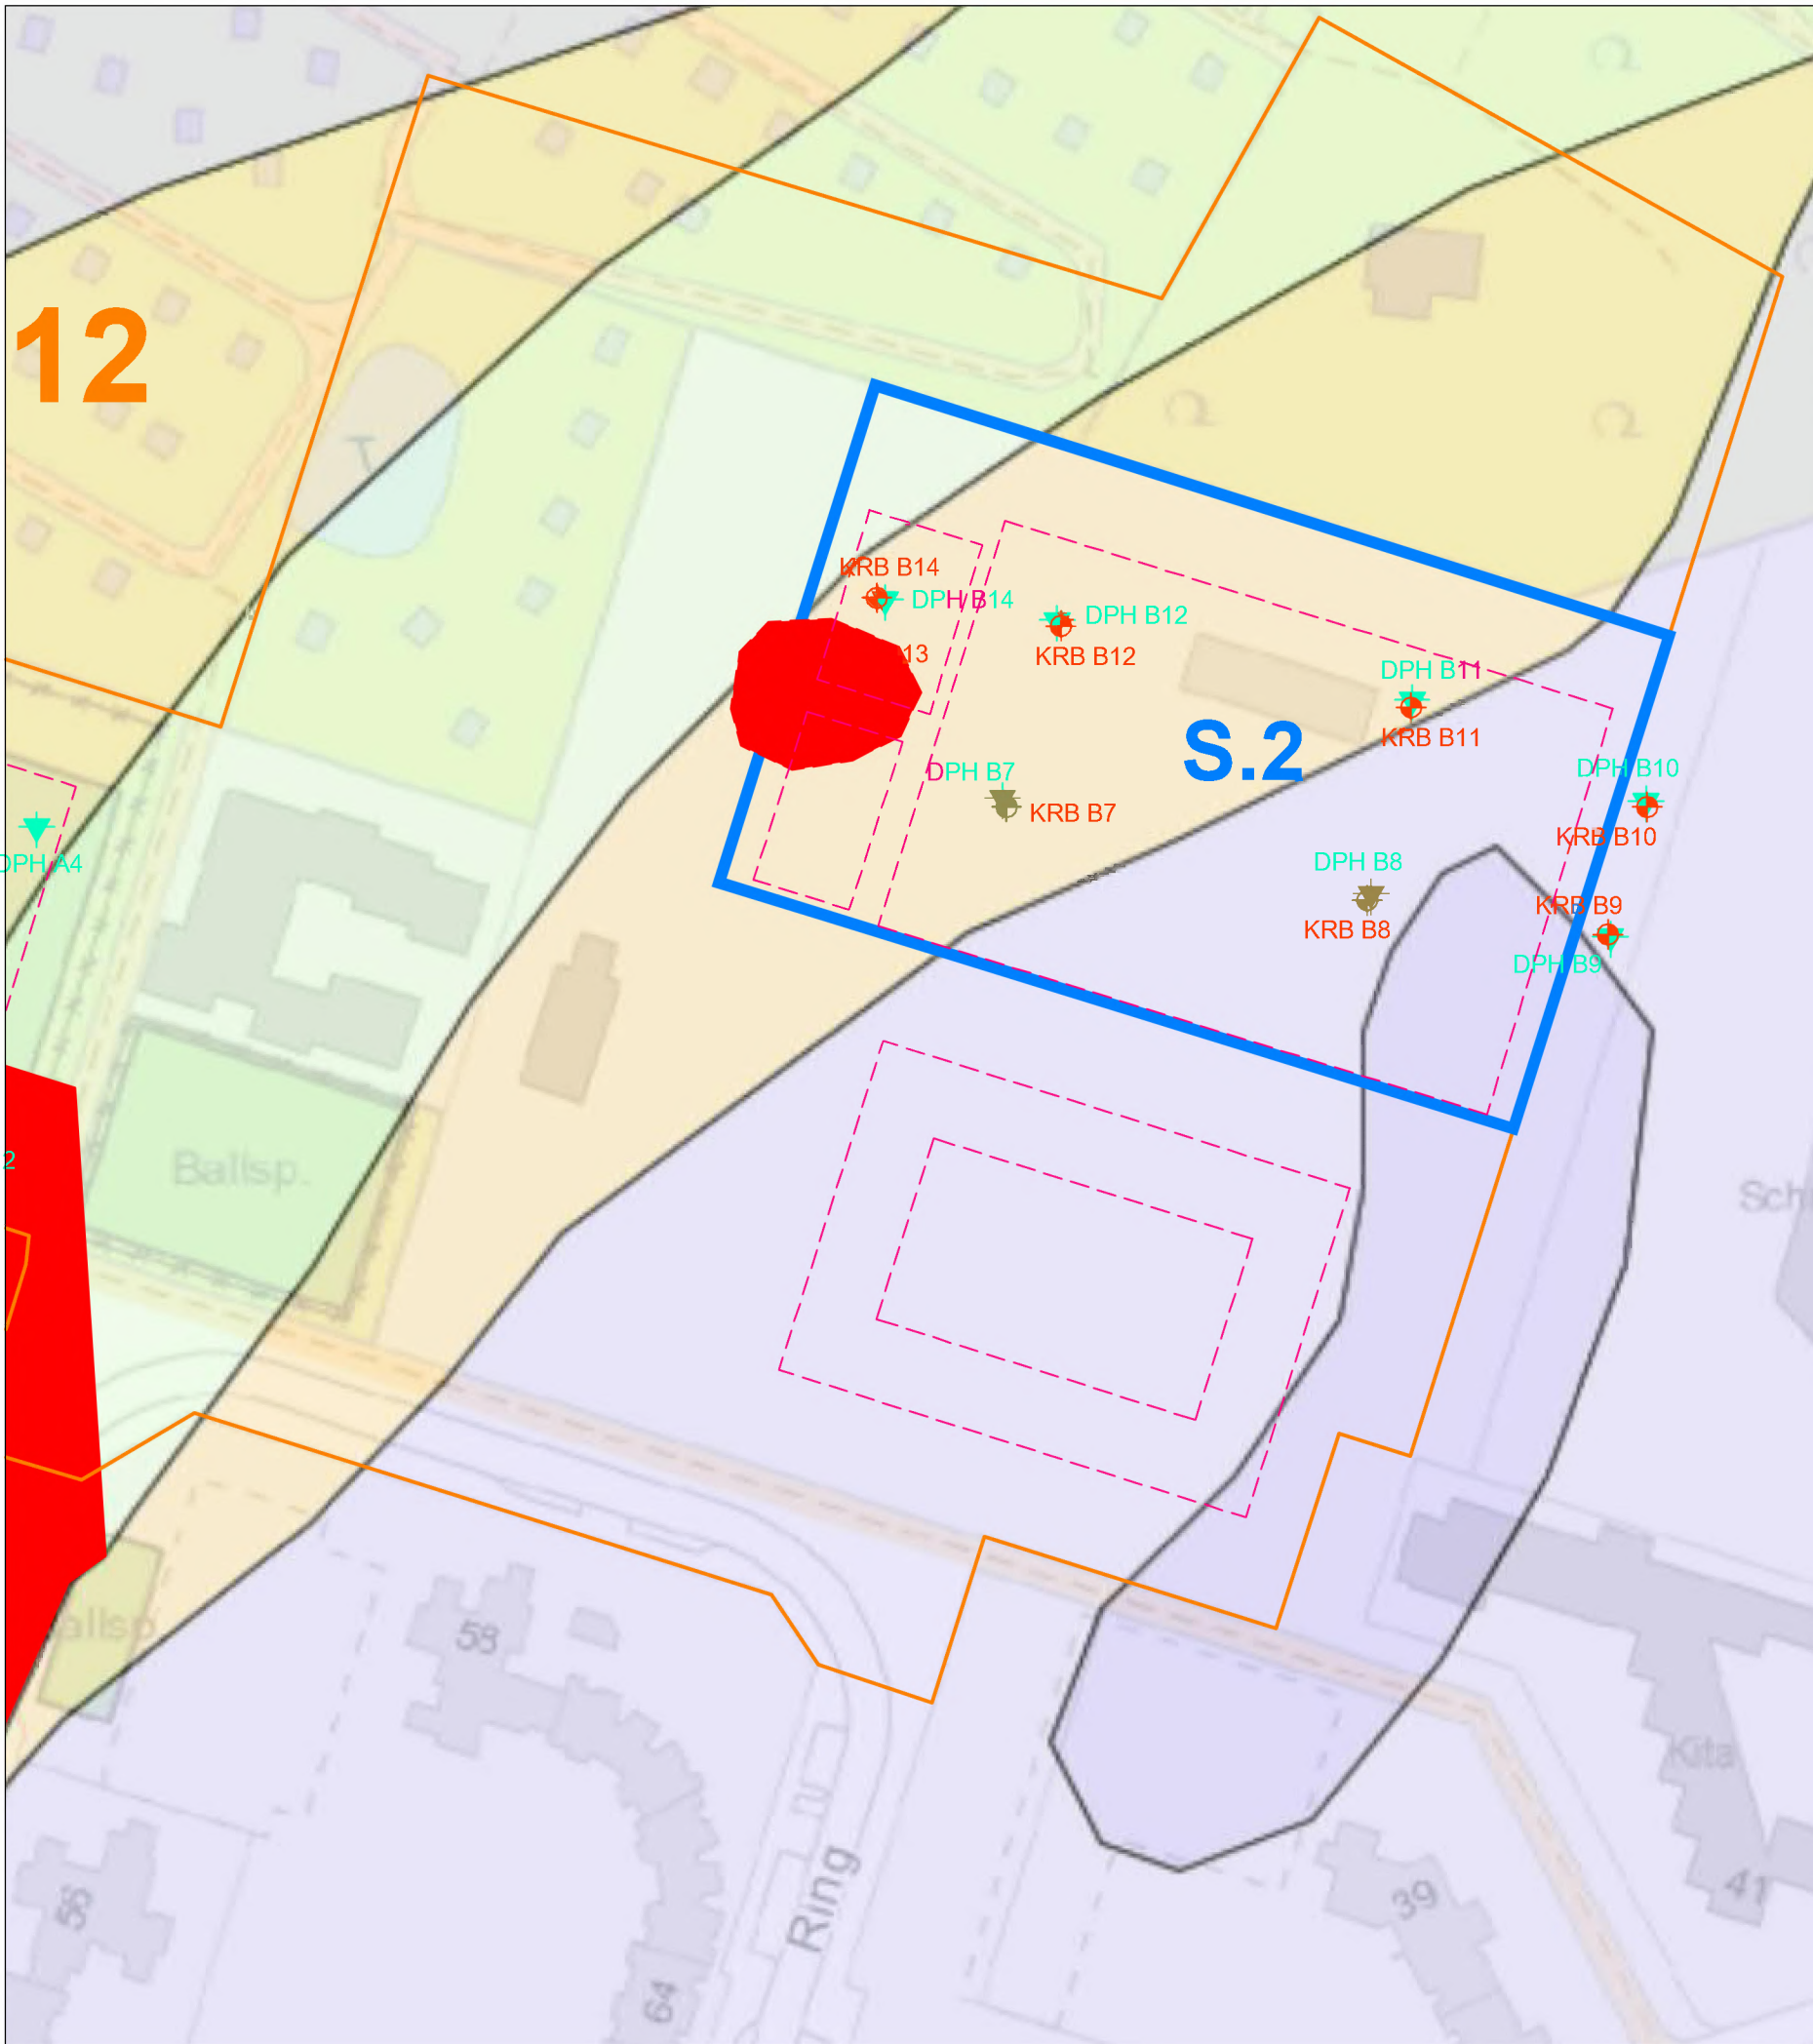 12
KRB B14
DPH B14
DPH B12
KRB B12
13
DPH B11
KRB B11
S.2
DPH B7
KRB B7
DPH B10
KRB B10
DPH B8
KRB B8
KRB B9
DPH B9
DPH A4
2
Ballsp.
Sch
allsp
58
Kita
56
Ring
39
41
64